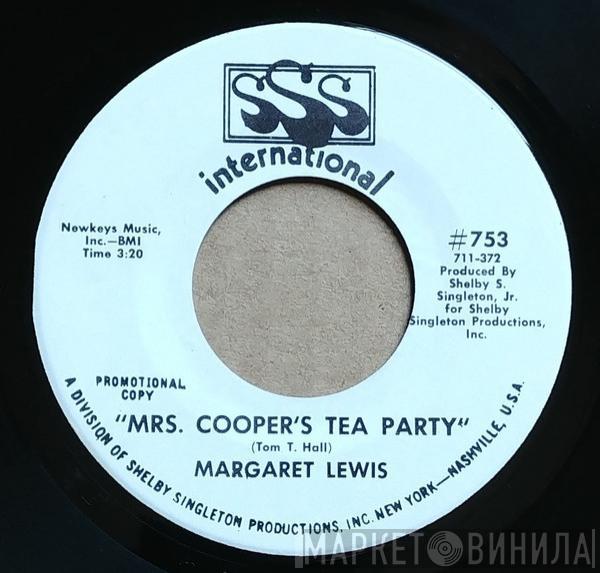 SSS
international
Newkeys Music,
Inc.—BMI
Time 3:20
#753
711-372
Produced By
Shelby S.
Singleton, Jr.
for Shelby
Singleton Productions,
Inc.
PROMOTIONAL
COPY
"MRS. COOPER'S TEA PARTY"
(Tom T. Hall)
MARGARET LEWIS
A DIVISION OF SHELBY SINGLETON PRODUCTIONS, INC. NEW YORK—NASHVILLE, U.S.A.
МАРКЕТ ВИНИЛА